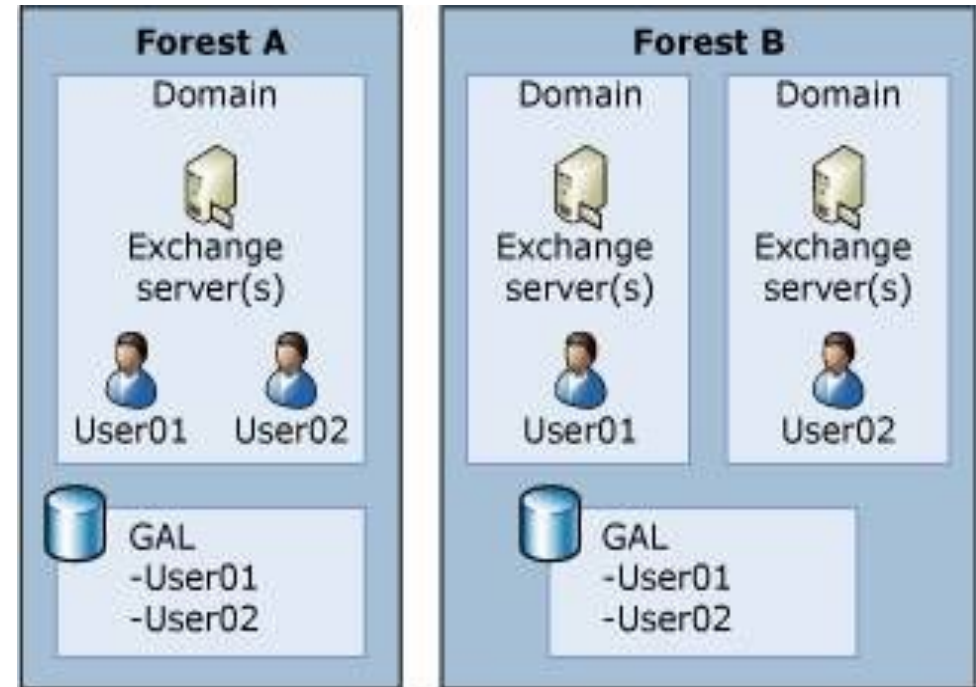 Forest A
Domain
Exchange
server(s)
User01
User02
GAL
-User01
-User02
Forest B
Domain
Exchange
server(s)
User01
Domain
Exchange
server(s)
User02
GAL
-User01
-User02